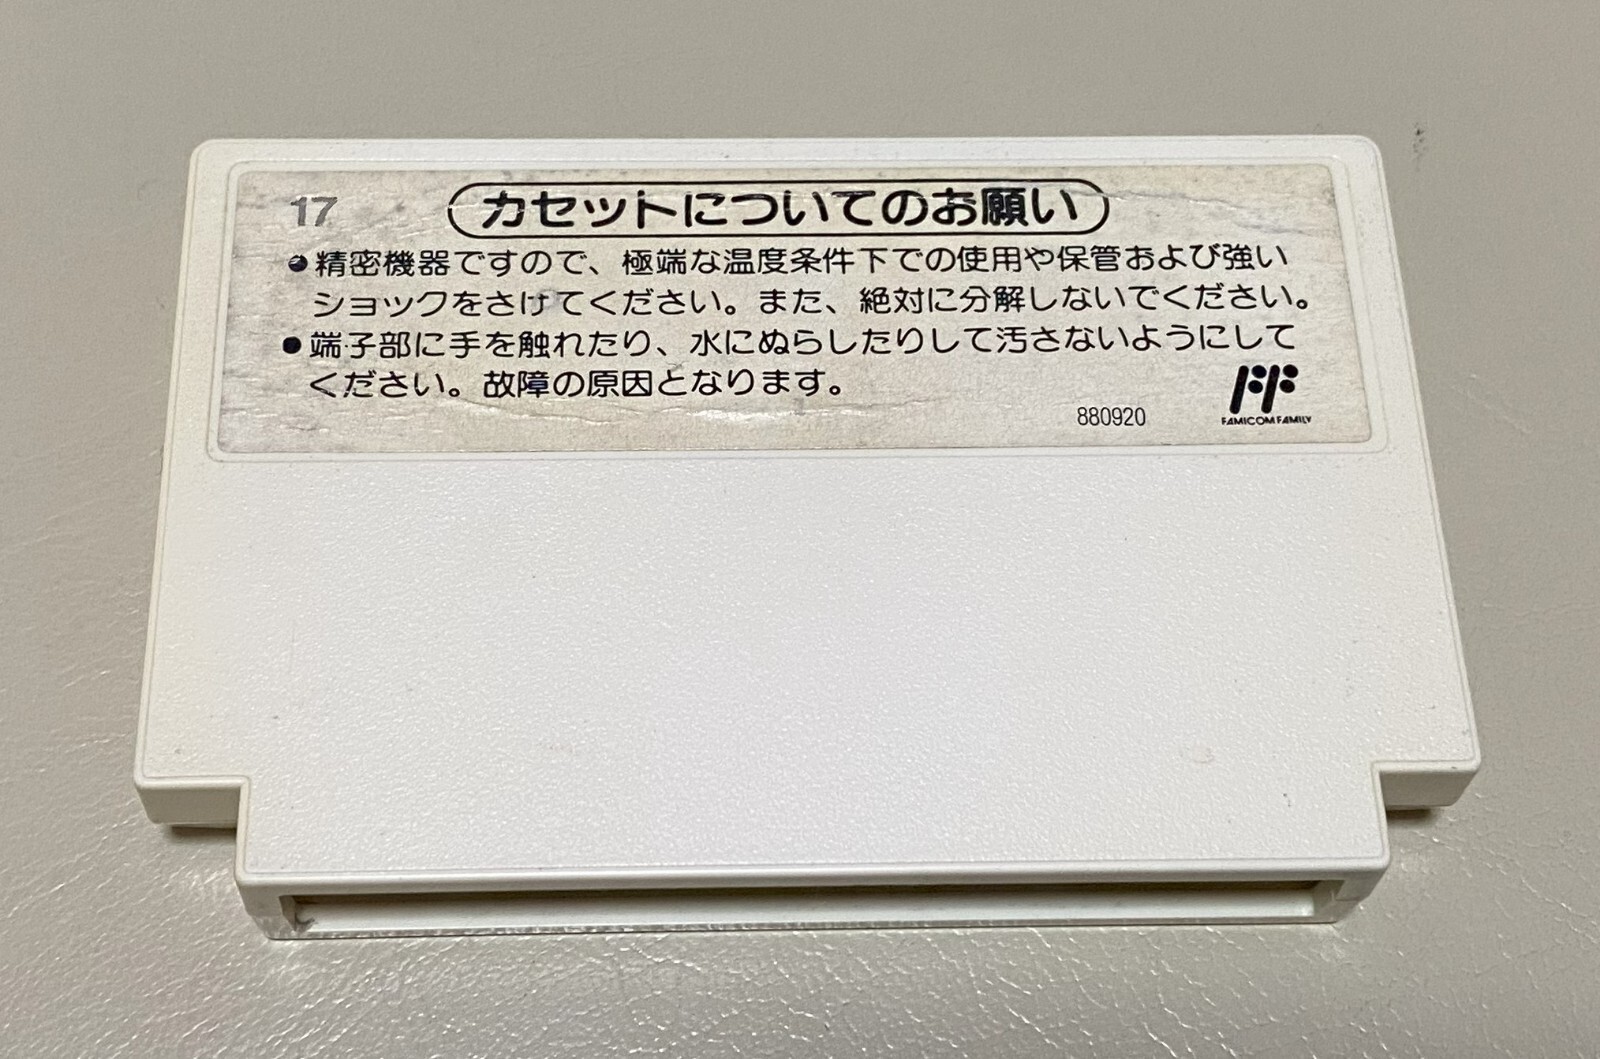 17
カセットについてのお願い
●精密機器ですので、極端な温度条件下での使用や保管および強い
ショックをさけてください。また、絶対に分解しないでください。
●端子部に手を触れたり、水にぬらしたりして汚さないようにして
ください。故障の原因となります。
880920
FF
FAMICOM FAMILY